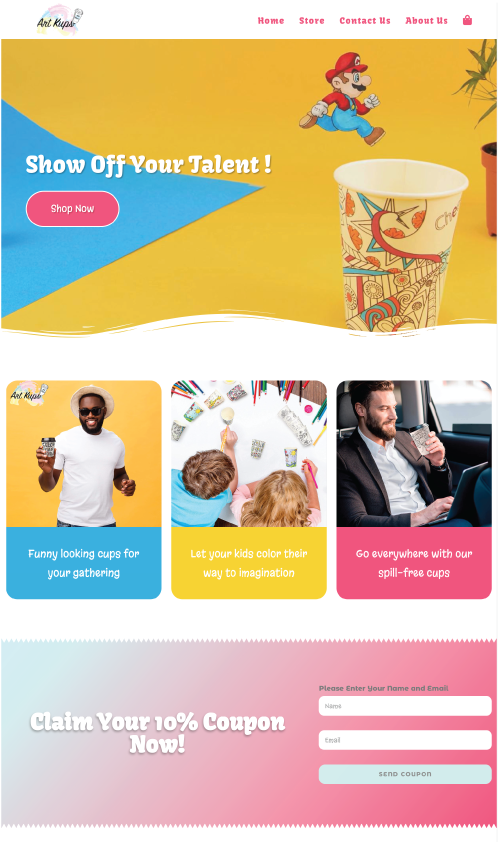 Art Kups
Home Store Contact Us About Us
Show Off Your Talent !
Shop Now
Che
Art Kups
Funny looking cups for
your gathering
Let your kids color their
way to imagination
Go everywhere with our
spill-free cups
Claim Your 10% Coupon
Now!
Please Enter Your Name and Email
Name
Email
SEND COUPON